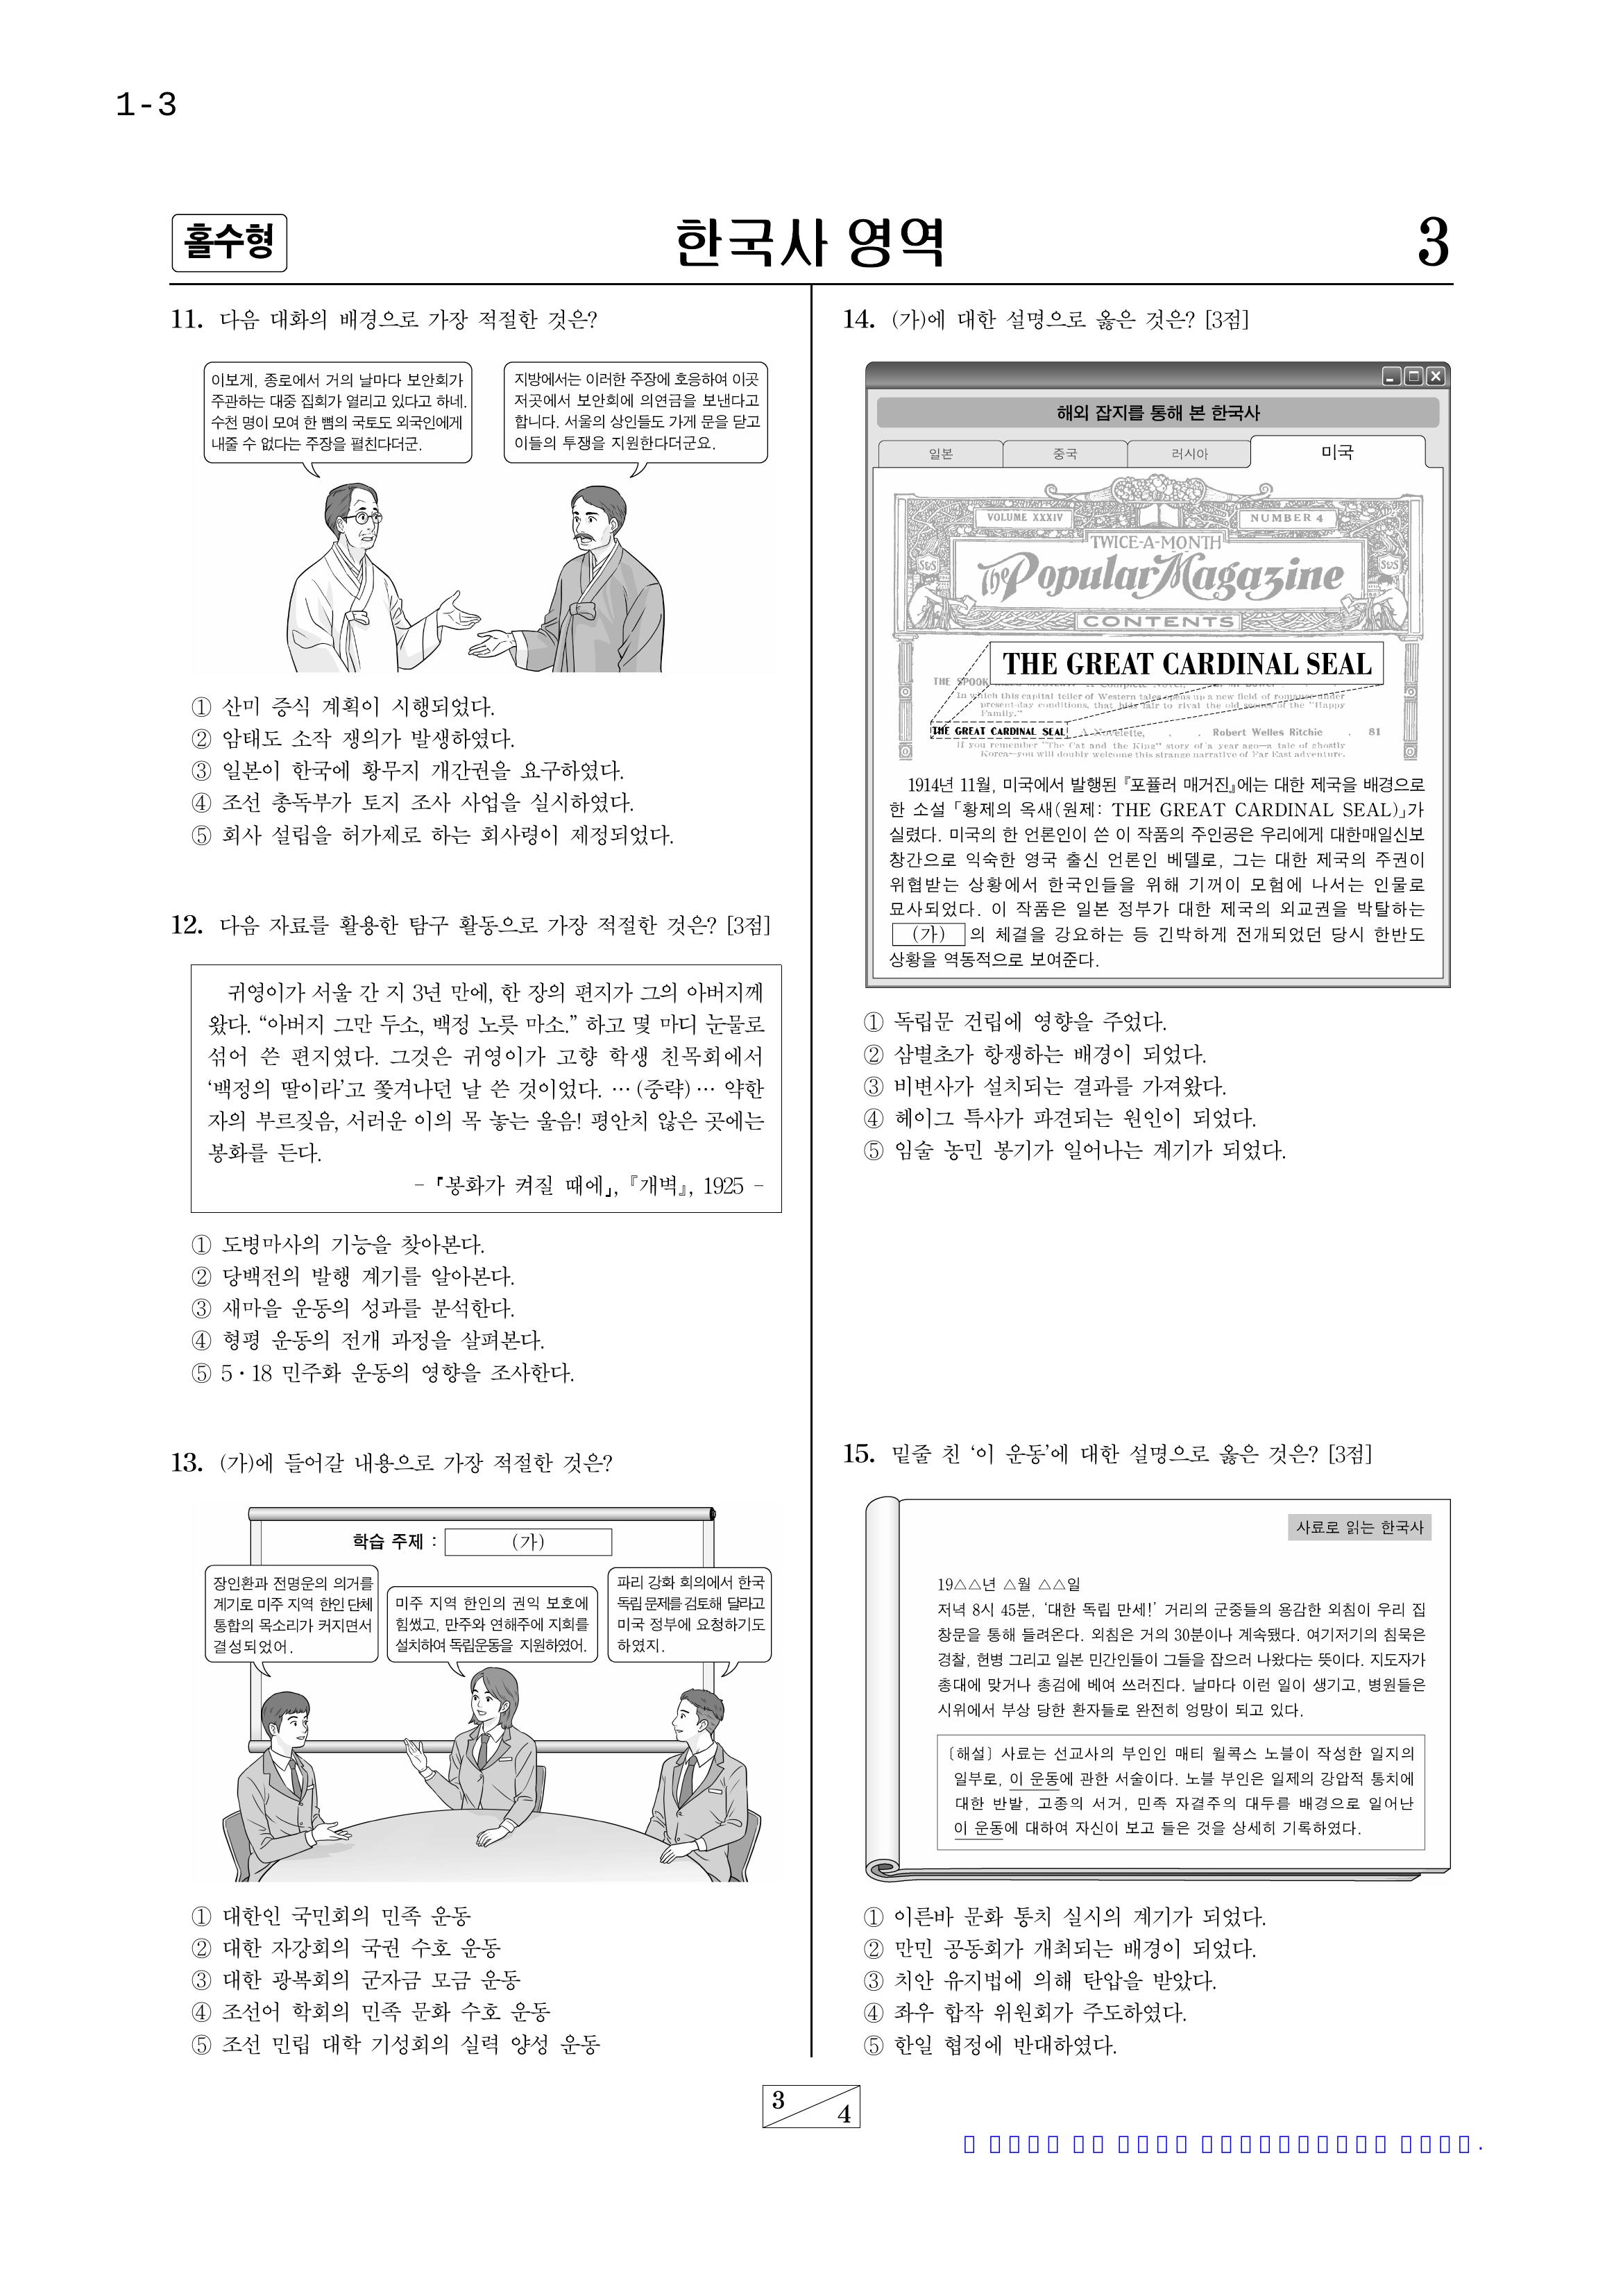 1-3
홀수형
한국사 영역
3
11. 다음 대화의 배경으로 가장 적절한 것은?
이보게, 종로에서 거의 날마다 보안회가
주관하는 대중 집회가 열리고 있다고 하네.
수천 명이 모여 한 뼘의 국토도 외국인에게
내줄 수 없다는 주장을 펼친다더군.
지방에서는 이러한 주장에 호응하여 이곳
저곳에서 보안회에 의연금을 보낸다고
합니다. 서울의 상인들도 가게 문을 닫고
이들의 투쟁을 지원한다더군요.
① 산미 증식 계획이 시행되었다.
② 암태도 소작 쟁의가 발생하였다.
③ 일본이 한국에 황무지 개간권을 요구하였다.
④ 조선 총독부가 토지 조사 사업을 실시하였다.
⑤ 회사 설립을 허가제로 하는 회사령이 제정되었다.
12. 다음 자료를 활용한 탐구 활동으로 가장 적절한 것은? [3점]
귀영이가 서울 간 지 3년 만에, 한 장의 편지가 그의 아버지께
왔다. “아버지 그만 두소, 백정 노릇 마소.” 하고 몇 마디 눈물로
섞어 쓴 편지였다. 그것은 귀영이가 고향 학생 친목회에서
‘백정의 딸이라’고 쫓겨나던 날 쓴 것이었다. … (중략) … 약한
자의 부르짖음, 서러운 이의 목 놓는 울음! 평안치 않은 곳에는
봉화를 든다.
- 「봉화가 켜질 때에」, 『개벽』, 1925 -
① 도병마사의 기능을 찾아본다.
② 당백전의 발행 계기를 알아본다.
③ 새마을 운동의 성과를 분석한다.
④ 형평 운동의 전개 과정을 살펴본다.
⑤ 5·18 민주화 운동의 영향을 조사한다.
13. (가)에 들어갈 내용으로 가장 적절한 것은?
학습 주제 : (가)
장인환과 전명운의 의거를
계기로 미주 지역 한인 단체
통합의 목소리가 커지면서
결성되었어.
미주 지역 한인의 권익 보호에
힘썼고, 만주와 연해주에 지회를
설치하여 독립운동을 지원하였어.
파리 강화 회의에서 한국
독립 문제를 검토해 달라고
미국 정부에 요청하기도
하였지.
① 대한인 국민회의 민족 운동
② 대한 자강회의 국권 수호 운동
③ 대한 광복회의 군자금 모금 운동
④ 조선어 학회의 민족 문화 수호 운동
⑤ 조선 민립 대학 기성회의 실력 양성 운동
14. (가)에 대한 설명으로 옳은 것은? [3점]
해외 잡지를 통해 본 한국사
일본 중국 러시아 미국
VOLUME XXXIV
NUMBER 4
TWICE-A-MONTH
The Popular Magazine
S&S
S&S
CONTENTS
THE GREAT CARDINAL SEAL
THE SPOOK
In which this capital teller of Western tales opens up a new field of romance under
present-day conditions, that bids fair to rival the old scenes of the "Happy
Family."
THE GREAT CARDINAL SEAL. A Novelette, . . Robert Welles Ritchie . 81
If you remember "The Cat and the King" story of a year ago—a tale of ghostly
Korea—you will doubly welcome this strange narrative of Far East adventure.
1914년 11월, 미국에서 발행된 『포퓰러 매거진』에는 대한 제국을 배경으로
한 소설 「황제의 옥새(원제: THE GREAT CARDINAL SEAL)」가
실렸다. 미국의 한 언론인이 쓴 이 작품의 주인공은 우리에게 대한매일신보
창간으로 익숙한 영국 출신 언론인 베델로, 그는 대한 제국의 주권이
위협받는 상황에서 한국인들을 위해 기꺼이 모험에 나서는 인물로
묘사되었다. 이 작품은 일본 정부가 대한 제국의 외교권을 박탈하는
(가) 의 체결을 강요하는 등 긴박하게 전개되었던 당시 한반도
상황을 역동적으로 보여준다.
① 독립문 건립에 영향을 주었다.
② 삼별초가 항쟁하는 배경이 되었다.
③ 비변사가 설치되는 결과를 가져왔다.
④ 헤이그 특사가 파견되는 원인이 되었다.
⑤ 임술 농민 봉기가 일어나는 계기가 되었다.
15. 밑줄 친 ‘이 운동’에 대한 설명으로 옳은 것은? [3점]
사료로 읽는 한국사
19△△년 △월 △△일
저녁 8시 45분, ‘대한 독립 만세!’ 거리의 군중들의 용감한 외침이 우리 집
창문을 통해 들려온다. 외침은 거의 30분이나 계속됐다. 여기저기의 침묵은
경찰, 헌병 그리고 일본 민간인들이 그들을 잡으러 나왔다는 뜻이다. 지도자가
총대에 맞거나 총검에 베여 쓰러진다. 날마다 이런 일이 생기고, 병원들은
시위에서 부상 당한 환자들로 완전히 엉망이 되고 있다.
〔해설〕 사료는 선교사의 부인인 매티 윌콕스 노블이 작성한 일지의
일부로, 이 운동에 관한 서술이다. 노블 부인은 일제의 강압적 통치에
대한 반발, 고종의 서거, 민족 자결주의 대두를 배경으로 일어난
이 운동에 대하여 자신이 보고 들은 것을 상세히 기록하였다.
① 이른바 문화 통치 실시의 계기가 되었다.
② 만민 공동회가 개최되는 배경이 되었다.
③ 치안 유지법에 의해 탄압을 받았다.
④ 좌우 합작 위원회가 주도하였다.
⑤ 한일 협정에 반대하였다.
3
4